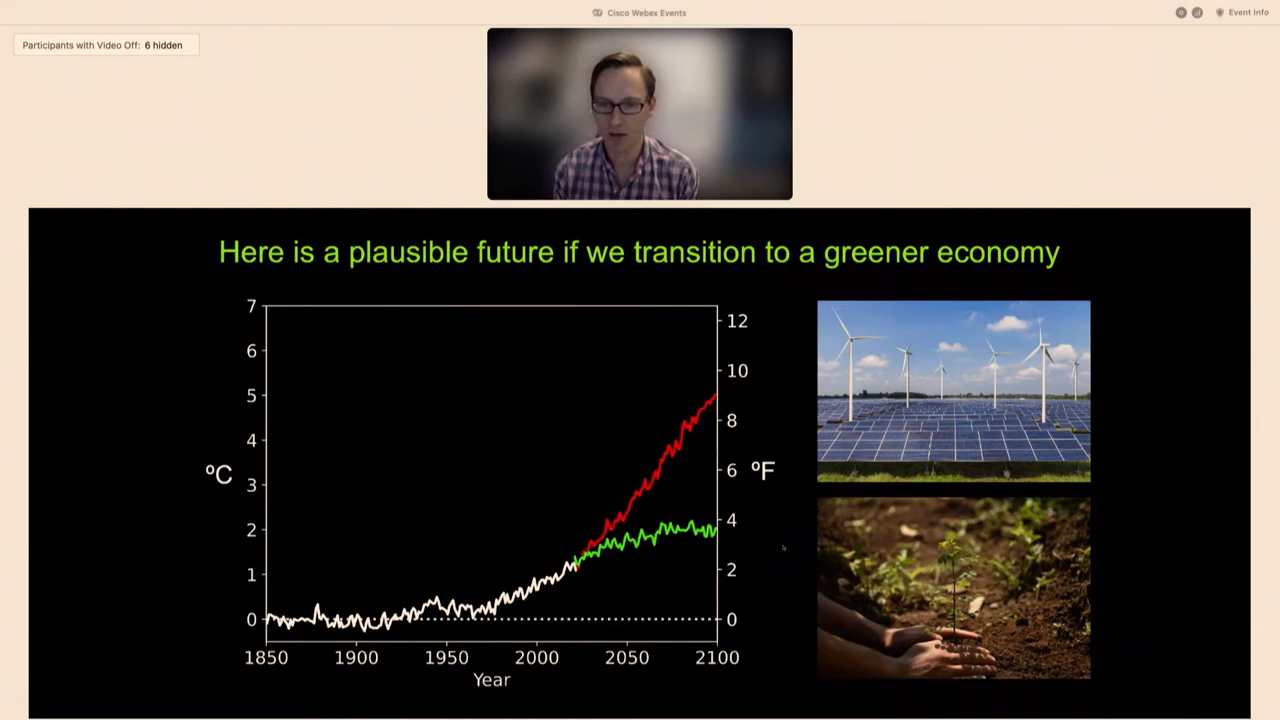 Cisco Webex Events
Event Info
Participants with Video Off: 6 hidden
Here is a plausible future if we transition to a greener economy
7
6
5
4
3
2
1
0
ºC
12
10
8
6
4
2
0
ºF
1850 1900 1950 2000 2050 2100
Year